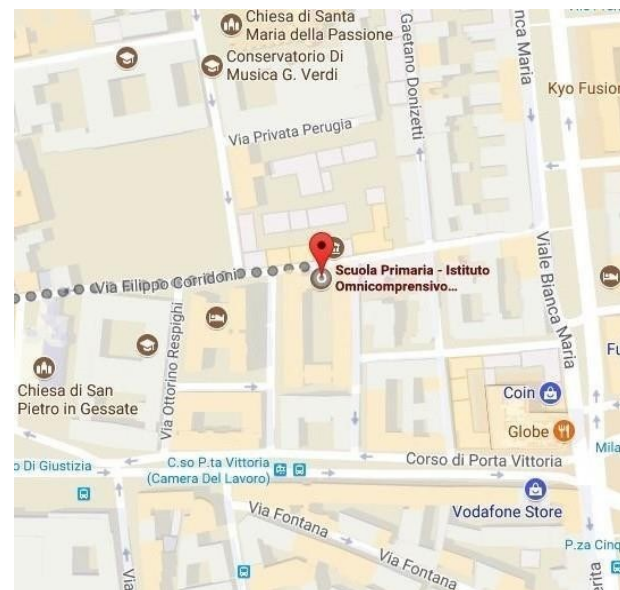 Chiesa di Santa
Maria della Passione
Conservatorio Di
Musica G. Verdi
Gaetano Donizetti
Bianca Maria
Kyo Fusion
Via Privata Perugia
Viale Bianca Maria
Via Filippo Corridoni
Scuola Primaria - Istituto
Omnicomprensivo...
Via Ottorino Respighi
Chiesa di San
Pietro in Gessate
Coin
Globe
Fu
Mila
o Di Giustizia
C.so P.ta Vittoria
(Camera Del Lavoro)
Corso di Porta Vittoria
Vodafone Store
Via Fontana
Via Fontana
P.za Cinq
Via